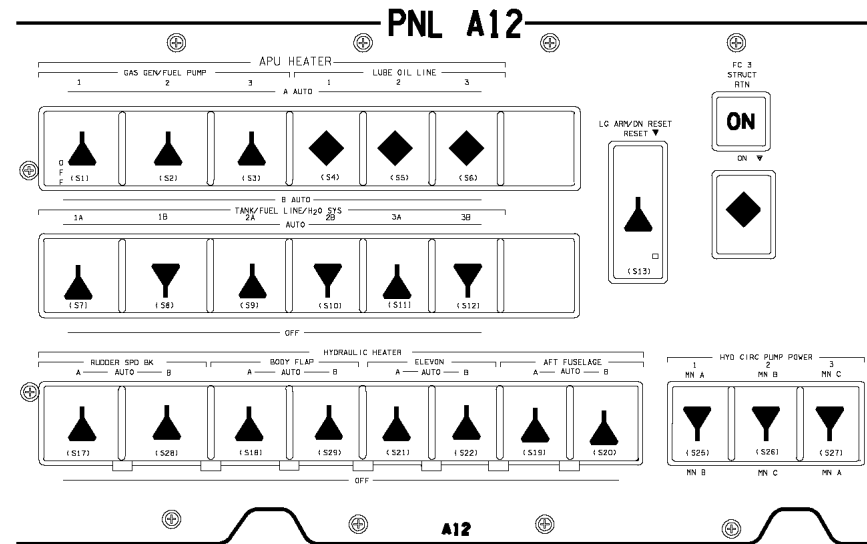 PNL A12
APU HEATER
GAS GEN/FUEL PUMP LUBE OIL LINE
1 2 3 1 2 3
A AUTO
OFF
(S1) (S2) (S3) (S4) (S5) (S6)
B AUTO
TANK/FUEL LINE/H2O SYS
1A 1B 2A 2B 3A 3B
AUTO
(S7) (S8) (S9) (S10) (S11) (S12)
OFF
LG ARM/DN RESET
RESET ▼
(S13)
FC 3
STRUCT
RTN
ON
ON ▼
HYDRAULIC HEATER
RUDDER SPD BK BODY FLAP ELEVON AFT FUSELAGE
A AUTO B A AUTO B A AUTO B A AUTO B
(S17) (S28) (S18) (S29) (S21) (S22) (S19) (S20)
OFF
HYD CIRC PUMP POWER
1 2 3
MN A MN B MN C
(S25) (S26) (S27)
MN B MN C MN A
A12